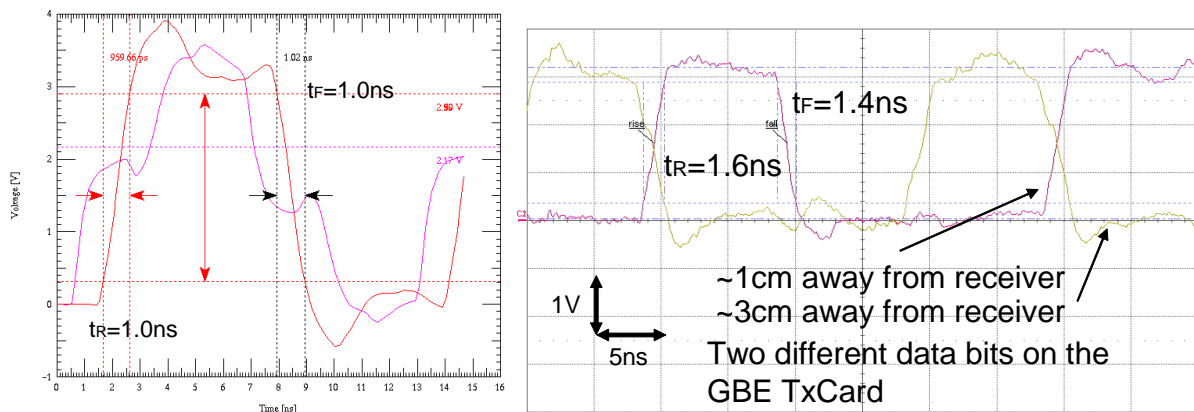 4
3
2
1
0
-1
Voltage [V]
959.66 ps
1.02 ns
tF=1.0ns
2.17 V
tR=1.0ns
0 1 2 3 4 5 6 7 8 9 10 11 12 13 14 15 16
Time [ns]
rise
fall
tF=1.4ns
tR=1.6ns
~1cm away from receiver
~3cm away from receiver
1V
5ns
Two different data bits on the
GBE TxCard